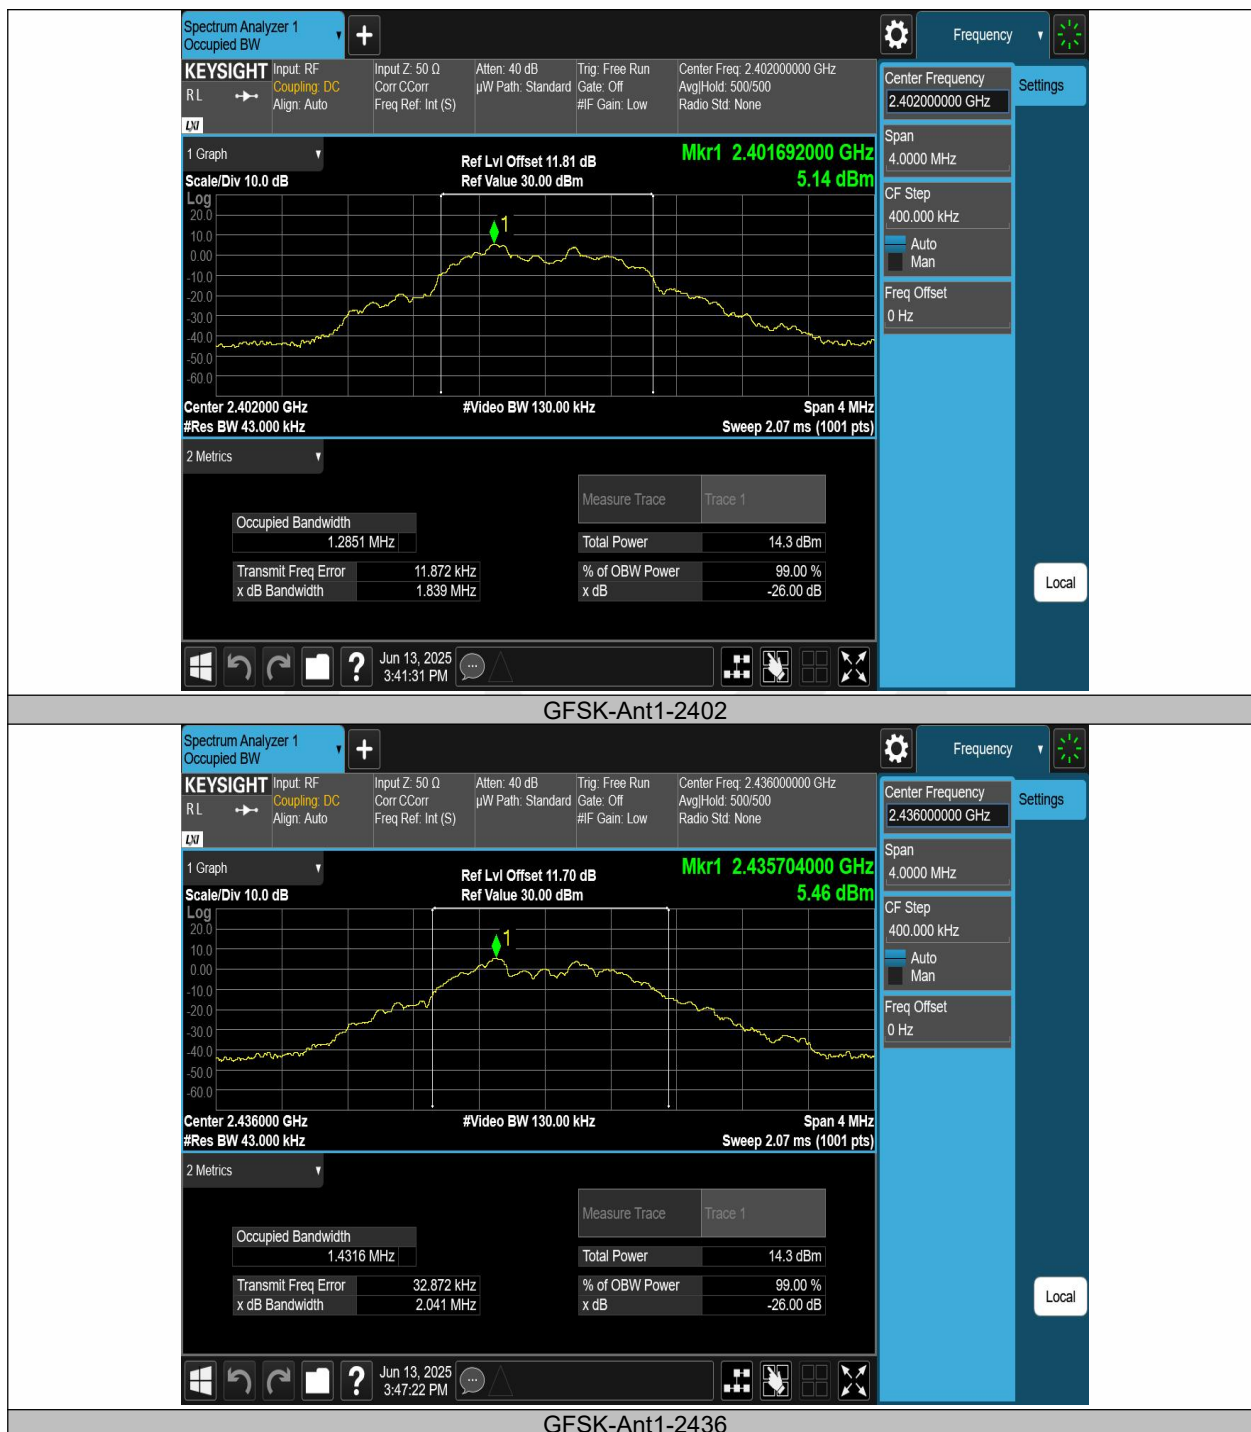 Spectrum Analyzer 1
Occupied BW
+
Frequency
KEYSIGHT
RL
LXI
Input: RF
Coupling: DC
Align: Auto
Input Z: 50 Ω
Corr CCorr
Freq Ref: Int (S)
Atten: 40 dB
µW Path: Standard
Trig: Free Run
Gate: Off
#IF Gain: Low
Center Freq: 2.402000000 GHz
Avg|Hold: 500/500
Radio Std: None
Center Frequency
2.402000000 GHz
Settings
Span
4.0000 MHz
CF Step
400.000 kHz
Auto
Man
Freq Offset
0 Hz
Local
1 Graph
Scale/Div 10.0 dB
Ref Lvl Offset 11.81 dB
Ref Value 30.00 dBm
Mkr1 2.401692000 GHz
5.14 dBm
Log
20.0
10.0
0.00
-10.0
-20.0
-30.0
-40.0
-50.0
-60.0
1
Center 2.402000 GHz
#Video BW 130.00 kHz
Span 4 MHz
#Res BW 43.000 kHz
Sweep 2.07 ms (1001 pts)
2 Metrics
Measure Trace Trace 1
Occupied Bandwidth
1.2851 MHz
Total Power 14.3 dBm
Transmit Freq Error 11.872 kHz
% of OBW Power 99.00 %
x dB Bandwidth 1.839 MHz
x dB -26.00 dB
?
Jun 13, 2025
3:41:31 PM
GFSK-Ant1-2402
Spectrum Analyzer 1
Occupied BW
+
Frequency
KEYSIGHT
RL
LXI
Input: RF
Coupling: DC
Align: Auto
Input Z: 50 Ω
Corr CCorr
Freq Ref: Int (S)
Atten: 40 dB
µW Path: Standard
Trig: Free Run
Gate: Off
#IF Gain: Low
Center Freq: 2.436000000 GHz
Avg|Hold: 500/500
Radio Std: None
Center Frequency
2.436000000 GHz
Settings
Span
4.0000 MHz
CF Step
400.000 kHz
Auto
Man
Freq Offset
0 Hz
Local
1 Graph
Scale/Div 10.0 dB
Ref Lvl Offset 11.70 dB
Ref Value 30.00 dBm
Mkr1 2.435704000 GHz
5.46 dBm
Log
20.0
10.0
0.00
-10.0
-20.0
-30.0
-40.0
-50.0
-60.0
1
Center 2.436000 GHz
#Video BW 130.00 kHz
Span 4 MHz
#Res BW 43.000 kHz
Sweep 2.07 ms (1001 pts)
2 Metrics
Measure Trace Trace 1
Occupied Bandwidth
1.4316 MHz
Total Power 14.3 dBm
Transmit Freq Error 32.872 kHz
% of OBW Power 99.00 %
x dB Bandwidth 2.041 MHz
x dB -26.00 dB
?
Jun 13, 2025
3:47:22 PM
GFSK-Ant1-2436